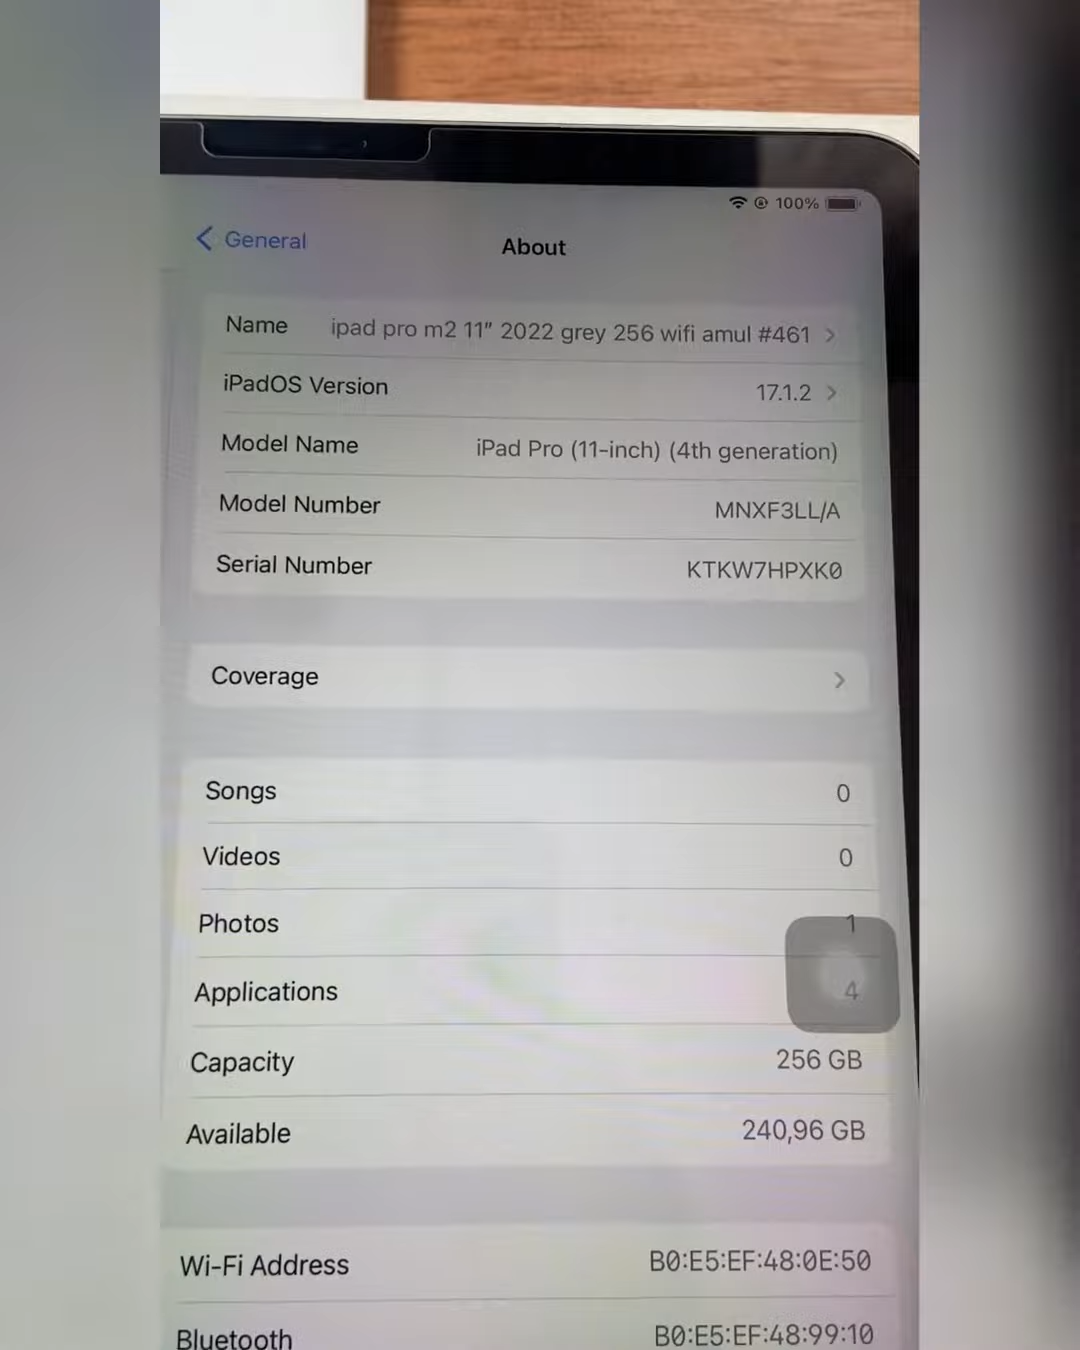 100%
General
About
Name ipad pro m2 11" 2022 grey 256 wifi amul #461
iPadOS Version 17.1.2
Model Name iPad Pro (11-inch) (4th generation)
Model Number MNXF3LL/A
Serial Number KTKW7HPXK0
Coverage
Songs 0
Videos 0
Photos 1
Applications 4
Capacity 256 GB
Available 240,96 GB
Wi-Fi Address B0:E5:EF:48:0E:50
Bluetooth B0:E5:EF:48:99:10